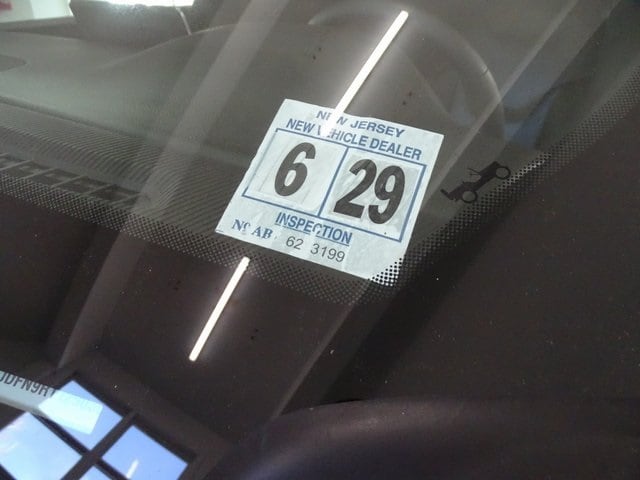 NEW JERSEY
NEW VEHICLE DEALER
6 29
INSPECTION
No AB 62 3199